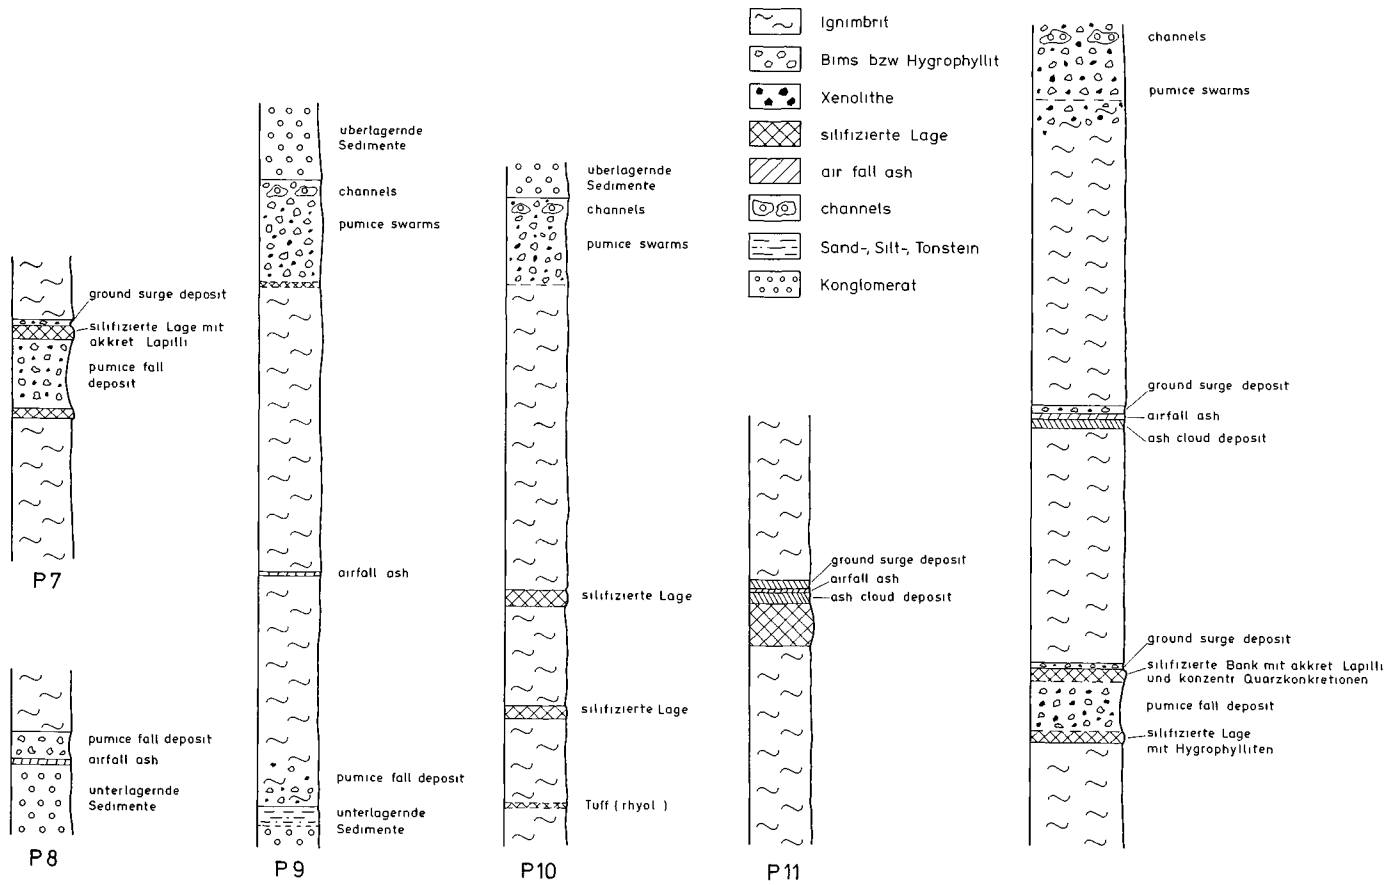 ground surge deposit
silifizierte Lage mit
akkret Lapilli
pumice fall
deposit
P7
pumice fall deposit
airfall ash
unterlagernde
Sedimente
P8
uberlagernde
Sedimente
channels
pumice swarms
airfall ash
pumice fall deposit
unterlagernde
Sedimente
P9
uberlagernde
Sedimente
channels
pumice swarms
silifizierte Lage
silifizierte Lage
Tuff (rhyol )
P10
Ignimbrit
Bims bzw Hygrophyllit
Xenolithe
silifizierte Lage
air fall ash
channels
Sand-, Silt-, Tonstein
Konglomerat
ground surge deposit
airfall ash
ash cloud deposit
P11
channels
pumice swarms
ground surge deposit
airfall ash
ash cloud deposit
ground surge deposit
silifizierte Bank mit akkret Lapilli
und konzentr Quarzkonkretionen
pumice fall deposit
silifizierte Lage
mit Hygrophylliten